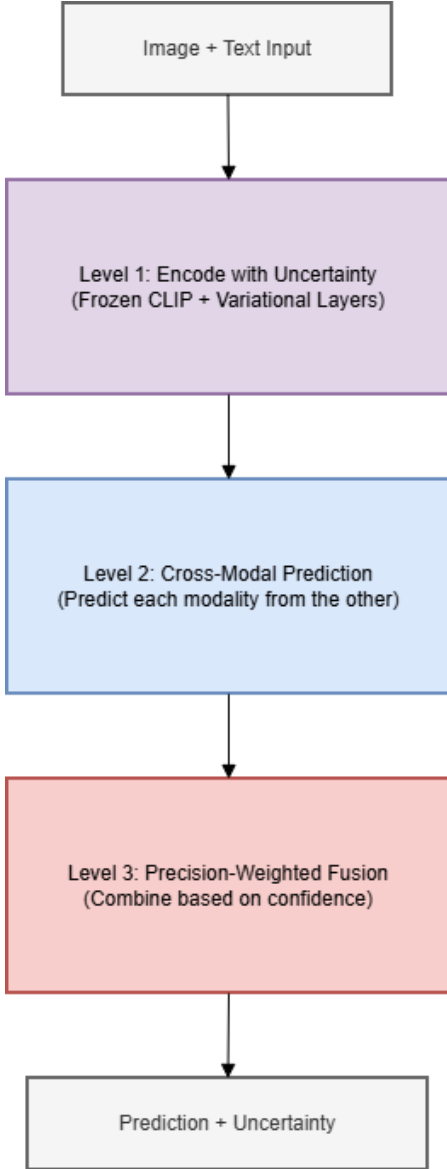 Image + Text Input
Level 1: Encode with Uncertainty
(Frozen CLIP + Variational Layers)
Level 2: Cross-Modal Prediction
(Predict each modality from the other)
Level 3: Precision-Weighted Fusion
(Combine based on confidence)
Prediction + Uncertainty